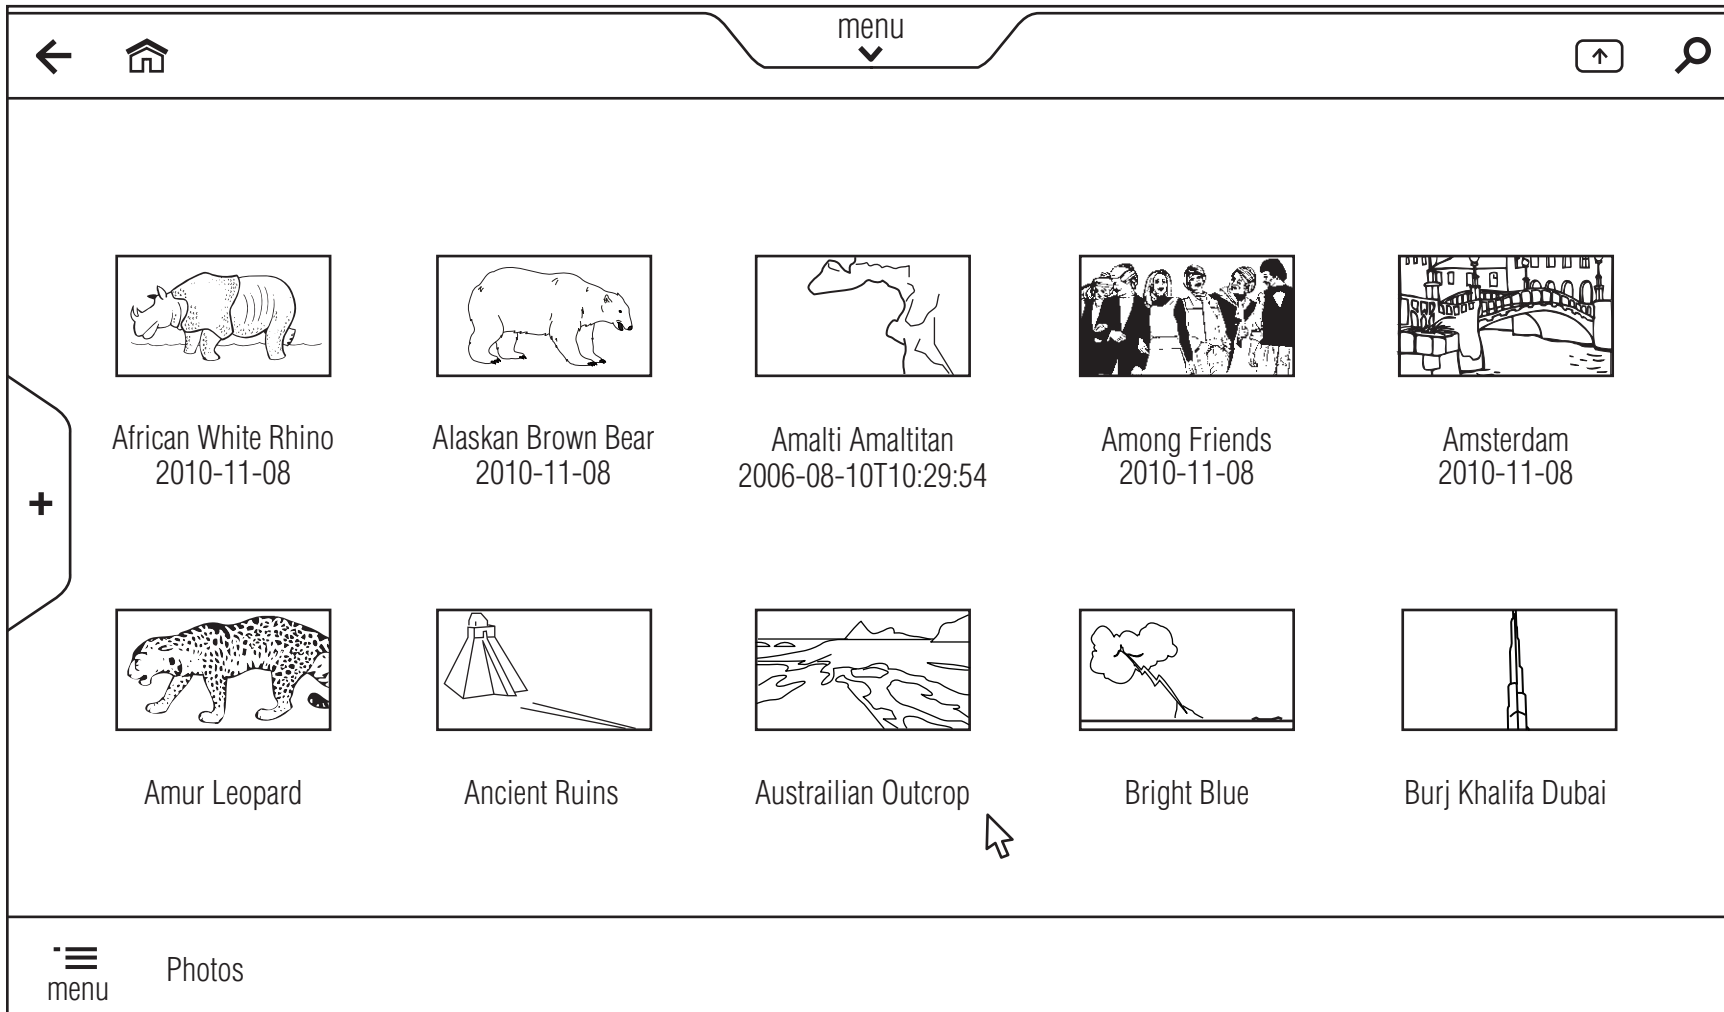 menu
African White Rhino
2010-11-08
Alaskan Brown Bear
2010-11-08
Amalti Amaltitan
2006-08-10T10:29:54
Among Friends
2010-11-08
Amsterdam
2010-11-08
+
Amur Leopard
Ancient Ruins
Austrailian Outcrop
Bright Blue
Burj Khalifa Dubai
menu
Photos